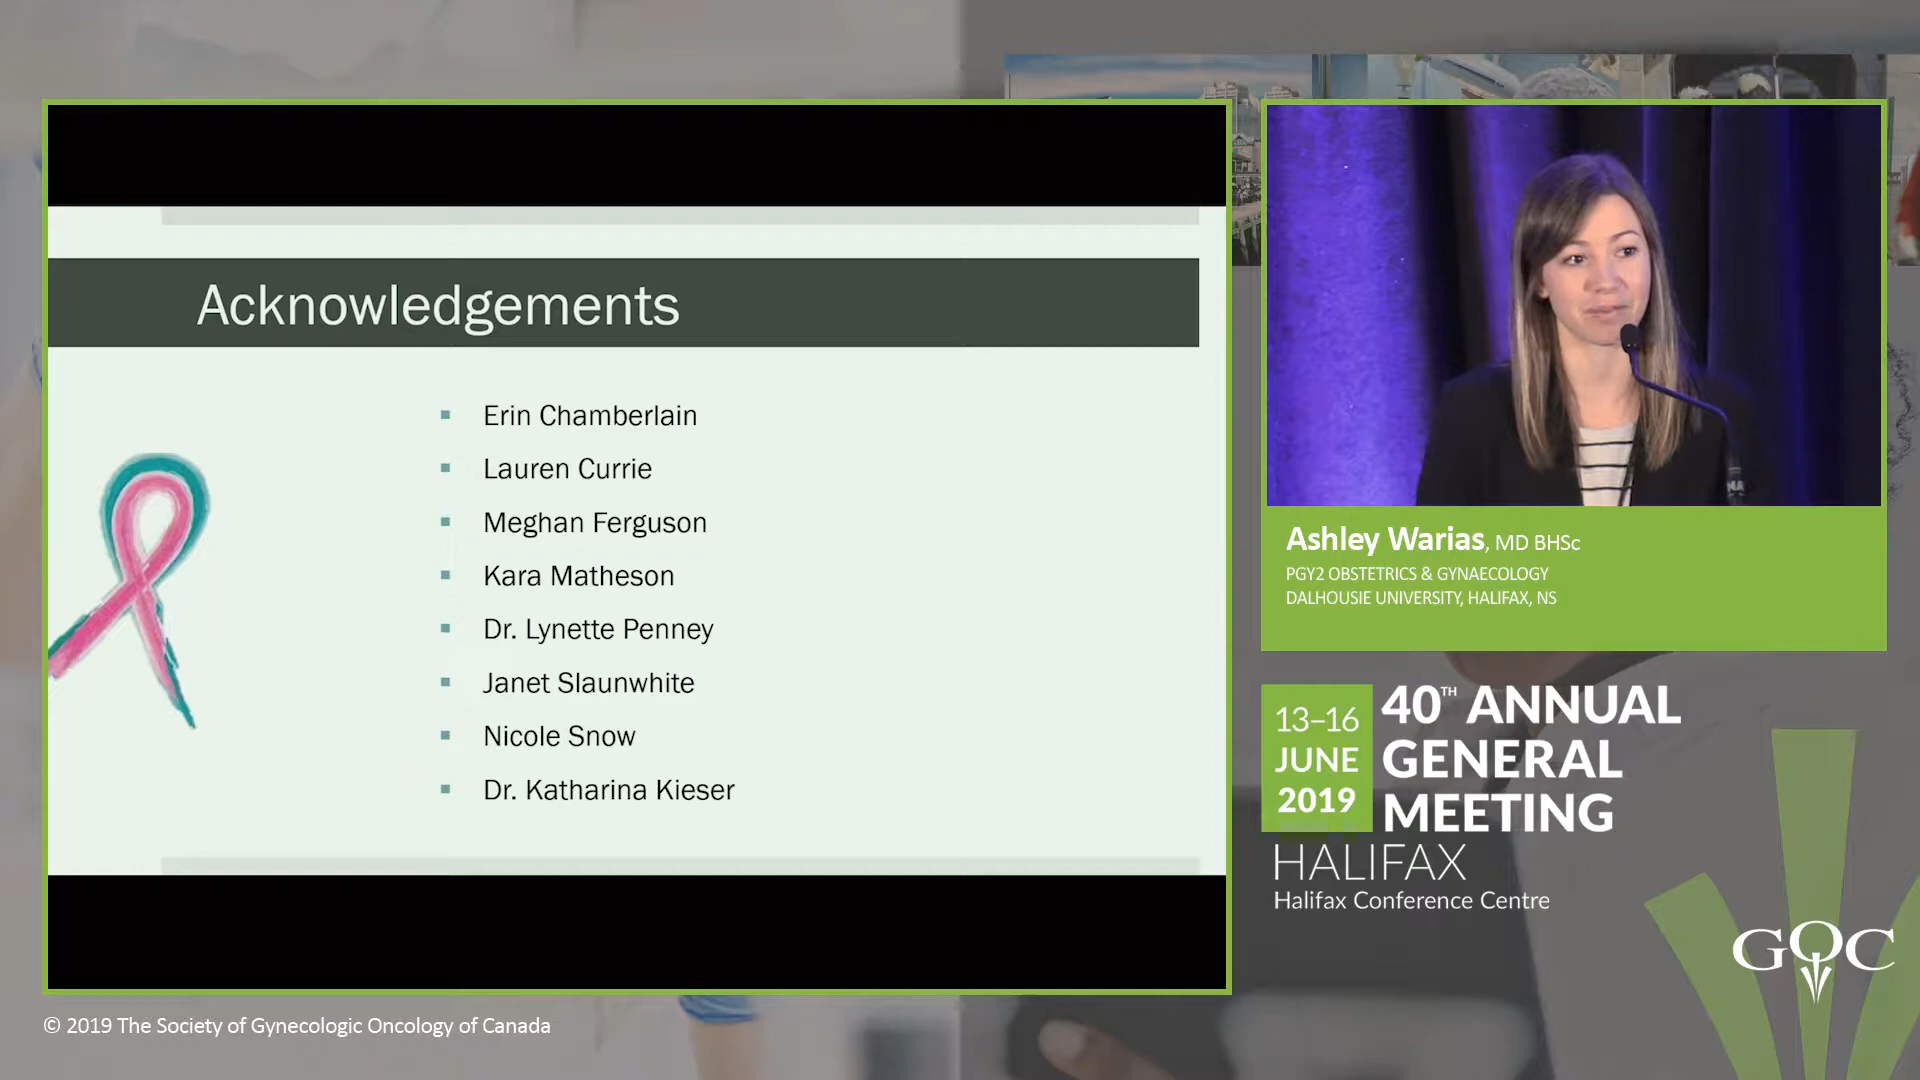 Acknowledgements
Erin Chamberlain
Lauren Currie
Meghan Ferguson
Kara Matheson
Dr. Lynette Penney
Janet Slaunwhite
Nicole Snow
Dr. Katharina Kieser
Ashley Warias, MD BHSc
PGY2 OBSTETRICS & GYNAECOLOGY
DALHOUSIE UNIVERSITY, HALIFAX, NS
13–16
JUNE
2019
40TH ANNUAL
GENERAL
MEETING
HALIFAX
Halifax Conference Centre
GOC
© 2019 The Society of Gynecologic Oncology of Canada